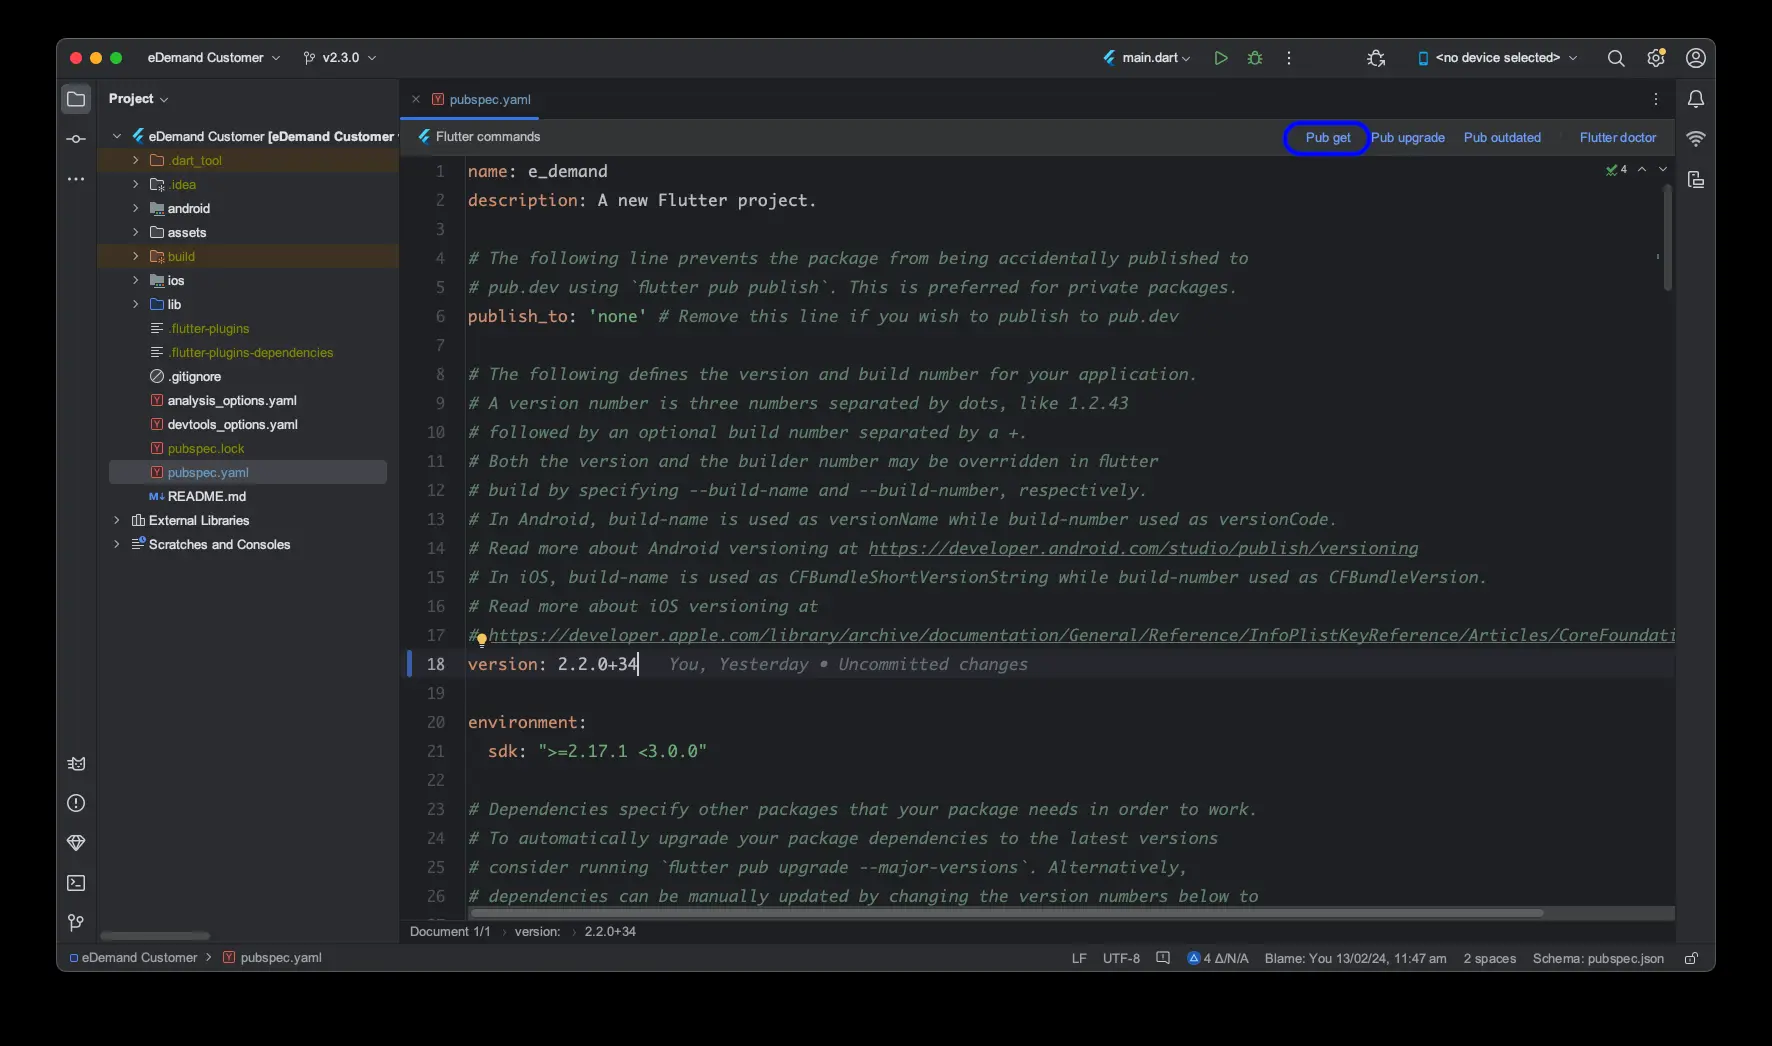 eDemand Customer
v2.3.0
main.dart
<no device selected>
Project
pubspec.yaml
Flutter commands
Pub get
Pub upgrade
Pub outdated
Flutter doctor
eDemand Customer [eDemand Customer
.dart_tool
.idea
android
assets
build
ios
lib
.flutter-plugins
.flutter-plugins-dependencies
.gitignore
analysis_options.yaml
devtools_options.yaml
pubspec.lock
pubspec.yaml
README.md
External Libraries
Scratches and Consoles
4
1 name: e_demand
2 description: A new Flutter project.
3
4 # The following line prevents the package from being accidentally published to
5 # pub.dev using `flutter pub publish`. This is preferred for private packages.
6 publish_to: 'none' # Remove this line if you wish to publish to pub.dev
7
8 # The following defines the version and build number for your application.
9 # A version number is three numbers separated by dots, like 1.2.43
10 # followed by an optional build number separated by a +.
11 # Both the version and the builder number may be overridden in flutter
12 # build by specifying --build-name and --build-number, respectively.
13 # In Android, build-name is used as versionName while build-number used as versionCode.
14 # Read more about Android versioning at https://developer.android.com/studio/publish/versioning
15 # In iOS, build-name is used as CFBundleShortVersionString while build-number used as CFBundleVersion.
16 # Read more about iOS versioning at
17 # https://developer.apple.com/library/archive/documentation/General/Reference/InfoPlistKeyReference/Articles/CoreFoundati
18 version: 2.2.0+34 You, Yesterday • Uncommitted changes
19
20 environment:
21 sdk: ">=2.17.1 <3.0.0"
22
23 # Dependencies specify other packages that your package needs in order to work.
24 # To automatically upgrade your package dependencies to the latest versions
25 # consider running `flutter pub upgrade --major-versions`. Alternatively,
26 # dependencies can be manually updated by changing the version numbers below to
Document 1/1 › version: › 2.2.0+34
eDemand Customer > pubspec.yaml
LF
UTF-8
4 Δ/N/A
Blame: You 13/02/24, 11:47 am
2 spaces
Schema: pubspec.json